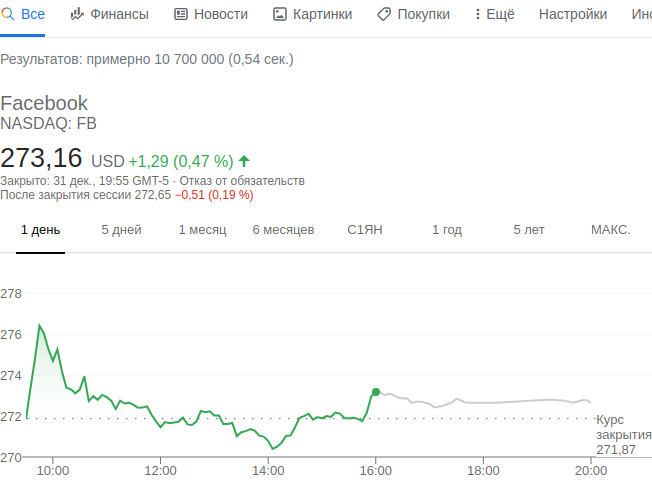 Все Финансы Новости Картинки Покупки Ещё Настройки Инс
Результатов: примерно 10 700 000 (0,54 сек.)
Facebook
NASDAQ: FB
273,16 USD +1,29 (0,47 %)
Закрыто: 31 дек., 19:55 GMT-5 · Отказ от обязательств
После закрытия сессии 272,65 −0,51 (0,19 %)
1 день 5 дней 1 месяц 6 месяцев С1ЯН 1 год 5 лет МАКС.
278
276
274
272
Курс
закрытия
271,87
270
10:00 12:00 14:00 16:00 18:00 20:00